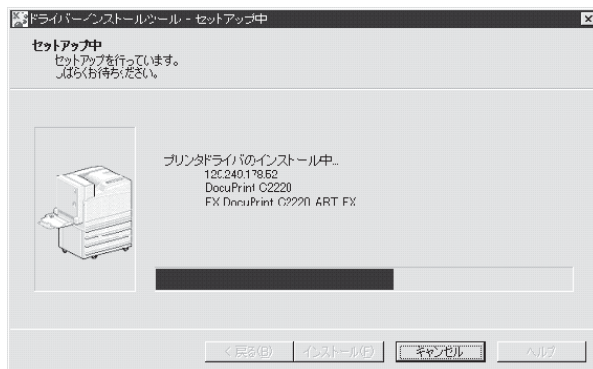 ドライバーインストールツール - セットアップ中
セットアップ中
セットアップを行っています。
しばらくお待ちください。
プリンタドライバのインストール中...
DocuPrint C2220
FX DocuPrint C2220 ART EX
< 戻る(B)
インストール(F)
キャンセル
ヘルプ